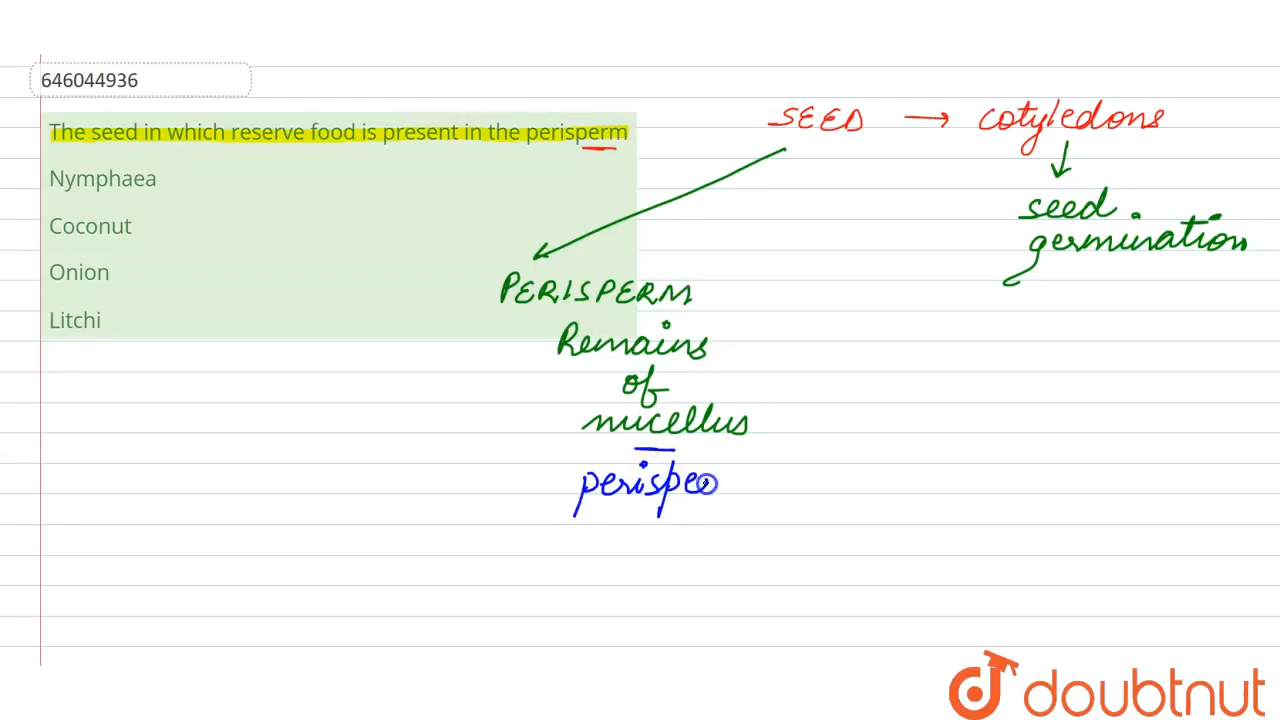 646044936
The seed in which reserve food is present in the perisperm
Nymphaea
Coconut
Onion
Litchi
SEED → cotyledons
seed
germination
PERISPERM
Remains
of
nucellus
perispe
doubtnut